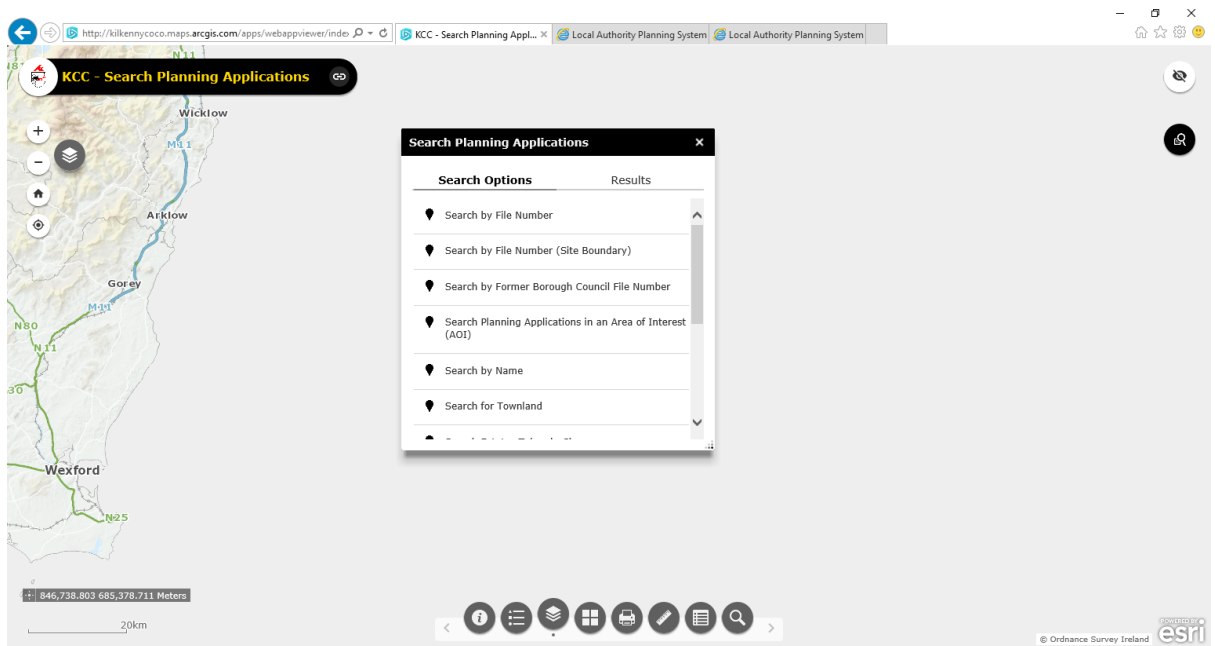 http://kilkennycoco.maps.arcgis.com/apps/webappviewer/index
KCC - Search Planning Appl...
Local Authority Planning System
Local Authority Planning System
KCC - Search Planning Applications
N11
Wicklow
M11
Arklow
Gorey
M11
N80
N11
30
Wexford
N25
Search Planning Applications
Search Options
Results
Search by File Number
Search by File Number (Site Boundary)
Search by Former Borough Council File Number
Search Planning Applications in an Area of Interest
(AOI)
Search by Name
Search for Townland
846,738.803 685,378.711 Meters
20km
© Ordnance Survey Ireland
POWERED BY
esri